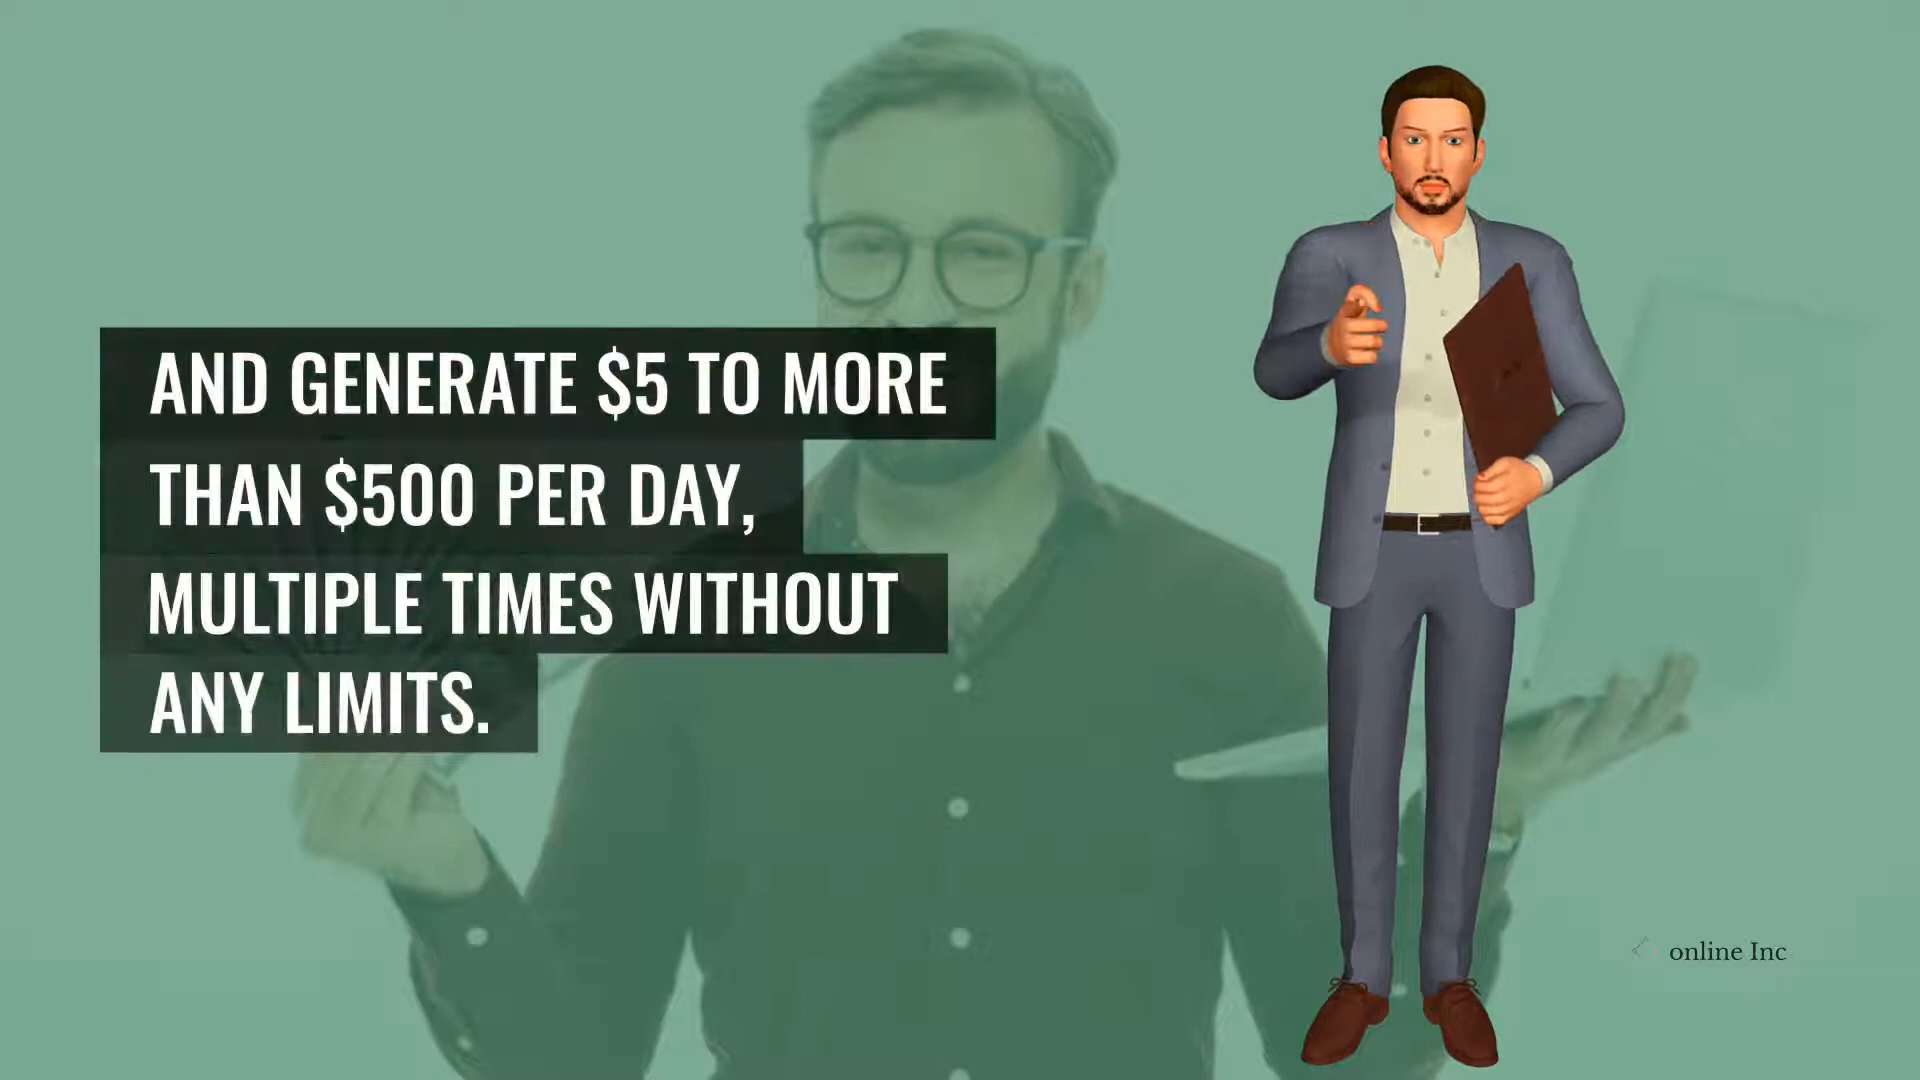 AND GENERATE $5 TO MORE
THAN $500 PER DAY,
MULTIPLE TIMES WITHOUT
ANY LIMITS.
online Inc